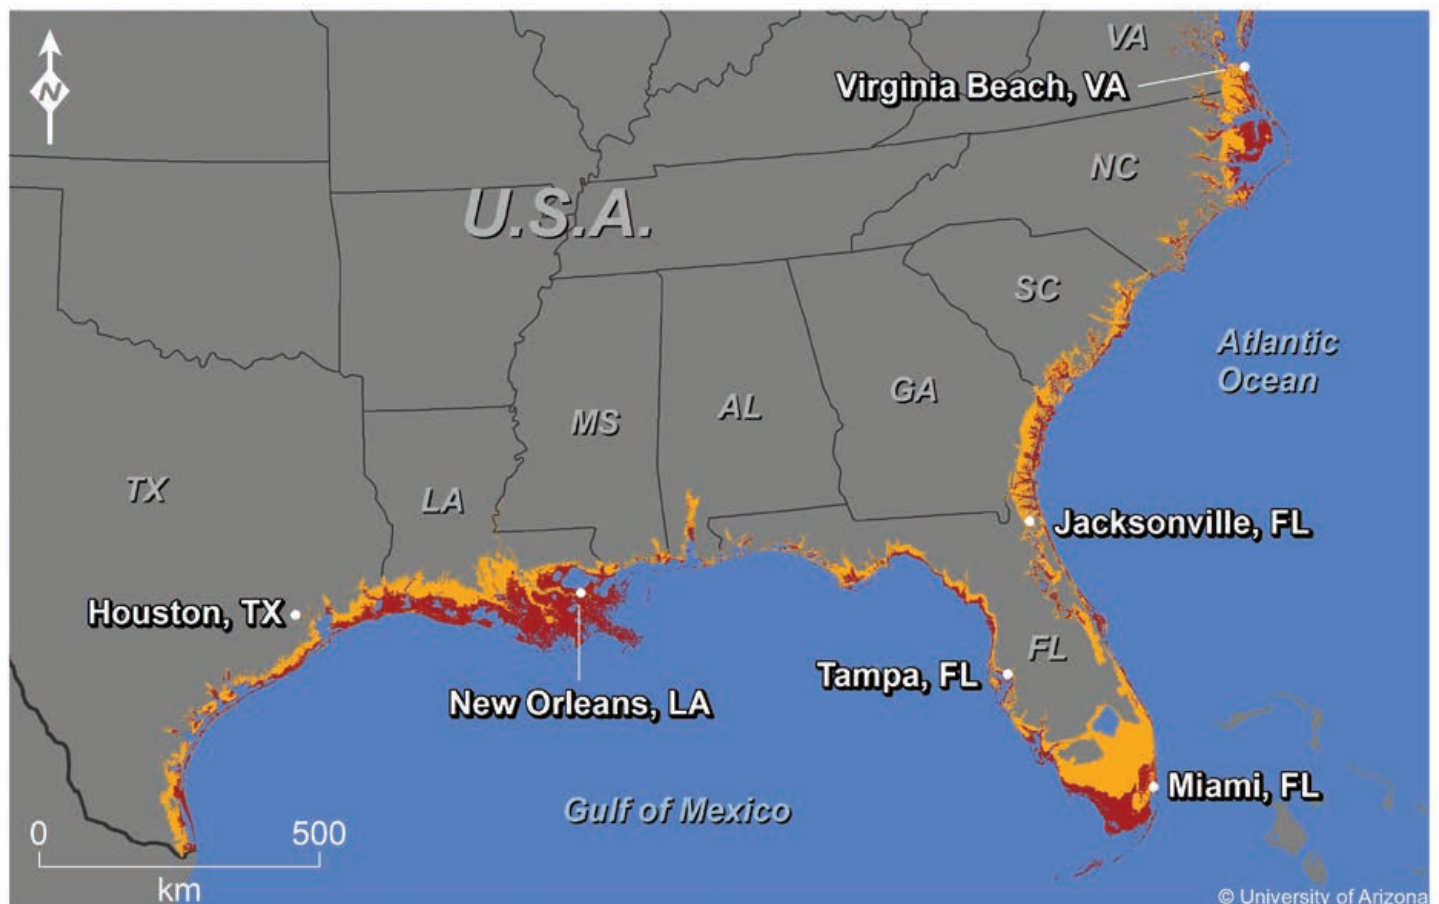 VA
Virginia Beach, VA
N
NC
U.S.A.
SC
Atlantic
Ocean
GA
MS
AL
TX
LA
Jacksonville, FL
Houston, TX
FL
Tampa, FL
New Orleans, LA
Miami, FL
Gulf of Mexico
0 500
km
© University of Arizona